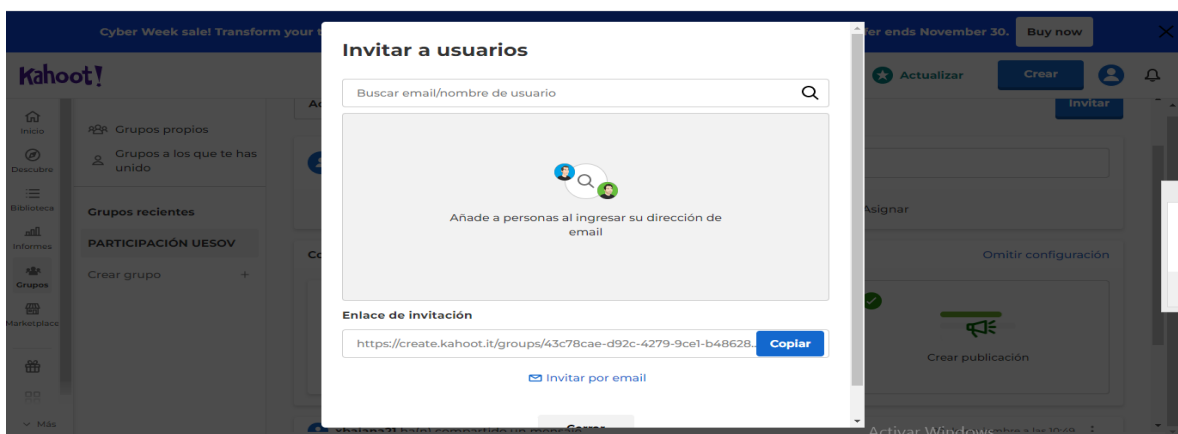 Cyber Week sale! Transform your t
er ends November 30.
Buy now
Kahoot!
Actualizar
Crear
Inicio
Descubre
Biblioteca
Informes
Grupos
Marketplace
Más
Grupos propios
Grupos a los que te has
unido
Grupos recientes
PARTICIPACIÓN UESOV
Crear grupo +
Invitar
Asignar
Omitir configuración
Crear publicación
Invitar a usuarios
Buscar email/nombre de usuario
Añade a personas al ingresar su dirección de
email
Enlace de invitación
https://create.kahoot.it/groups/43c78cae-d92c-4279-9ce1-b48628..
Copiar
Invitar por email
Cerrar
Activar Windows